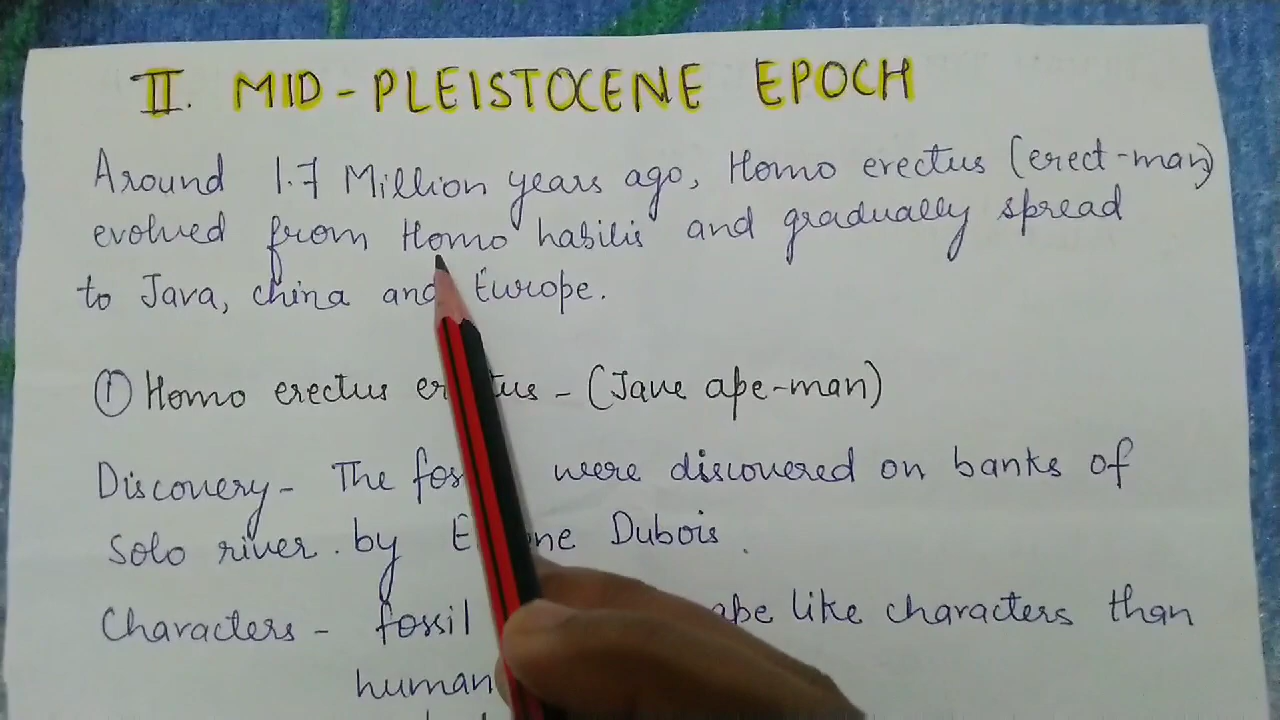 II. MID-PLEISTOCENE EPOCH
Around 1.7 Million years ago, Homo erectus (erect-man)
evolved from Homo habilis and gradually spread
to Java, china and Europe.
① Homo erectus er tus - (Java ape-man)
Discovery - The fos were discovered on banks of
Solo river. by E ne Dubois.
Characters - fossil ape like characters than
human